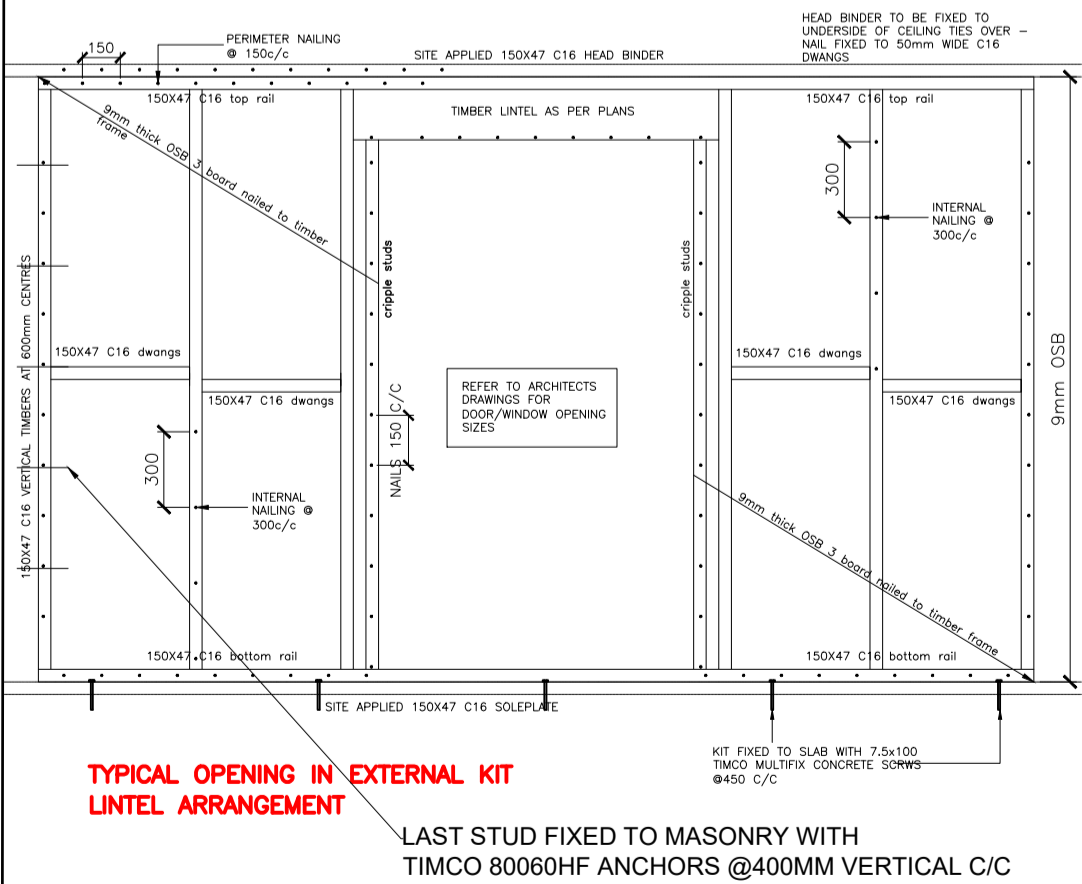 HEAD BINDER TO BE FIXED TO
UNDERSIDE OF CEILING TIES OVER –
NAIL FIXED TO 50mm WIDE C16
DWANGS
PERIMETER NAILING
@ 150c/c
150
SITE APPLIED 150X47 C16 HEAD BINDER
150X47 C16 top rail
TIMBER LINTEL AS PER PLANS
150X47 C16 top rail
9mm thick OSB 3 board nailed to timber
frame
300
INTERNAL
NAILING @
300c/c
cripple studs
cripple studs
150X47 C16 VERTICAL TIMBERS AT 600mm CENTRES
9mm OSB
150X47 C16 dwangs
150X47 C16 dwangs
150X47 C16 dwangs
150X47 C16 dwangs
REFER TO ARCHITECTS
DRAWINGS FOR
DOOR/WINDOW OPENING
SIZES
NAILS 150 C/C
300
INTERNAL
NAILING @
300c/c
9mm thick OSB 3 board nailed to timber frame
150X47 C16 bottom rail
150X47 C16 bottom rail
SITE APPLIED 150X47 C16 SOLEPLATE
KIT FIXED TO SLAB WITH 7.5x100
TIMCO MULTIFIX CONCRETE SCRWS
@450 C/C
TYPICAL OPENING IN EXTERNAL KIT
LINTEL ARRANGEMENT
LAST STUD FIXED TO MASONRY WITH
TIMCO 80060HF ANCHORS @400MM VERTICAL C/C